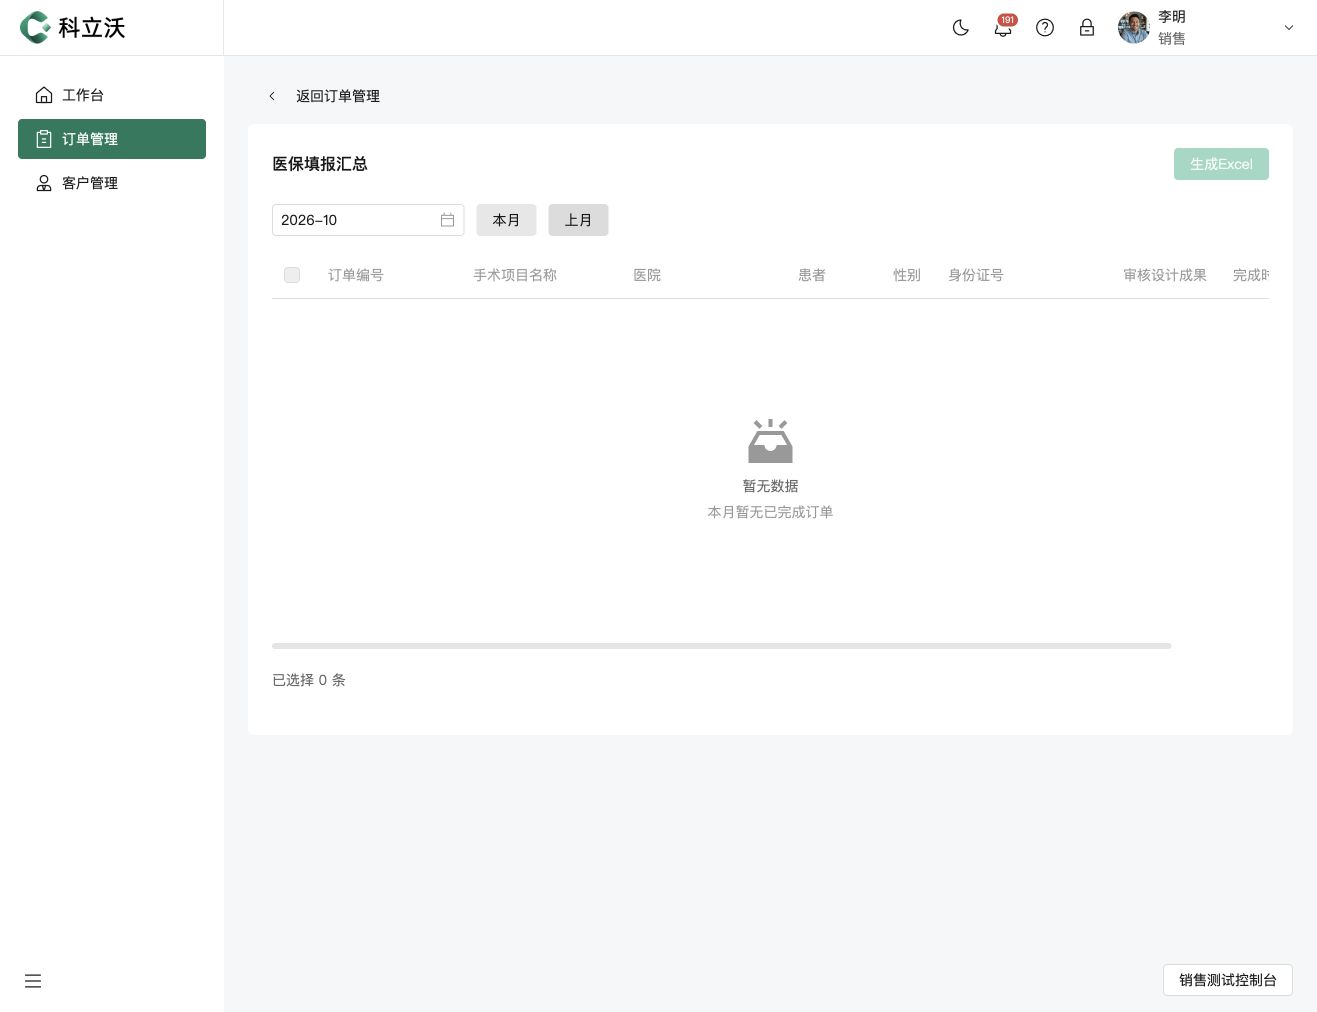 科立沃
191
李明
销售
工作台
订单管理
客户管理
返回订单管理
医保填报汇总
生成Excel
2026-10
本月
上月
订单编号 手术项目名称 医院 患者 性别 身份证号 审核设计成果 完成时
暂无数据
本月暂无已完成订单
已选择 0 条
销售测试控制台